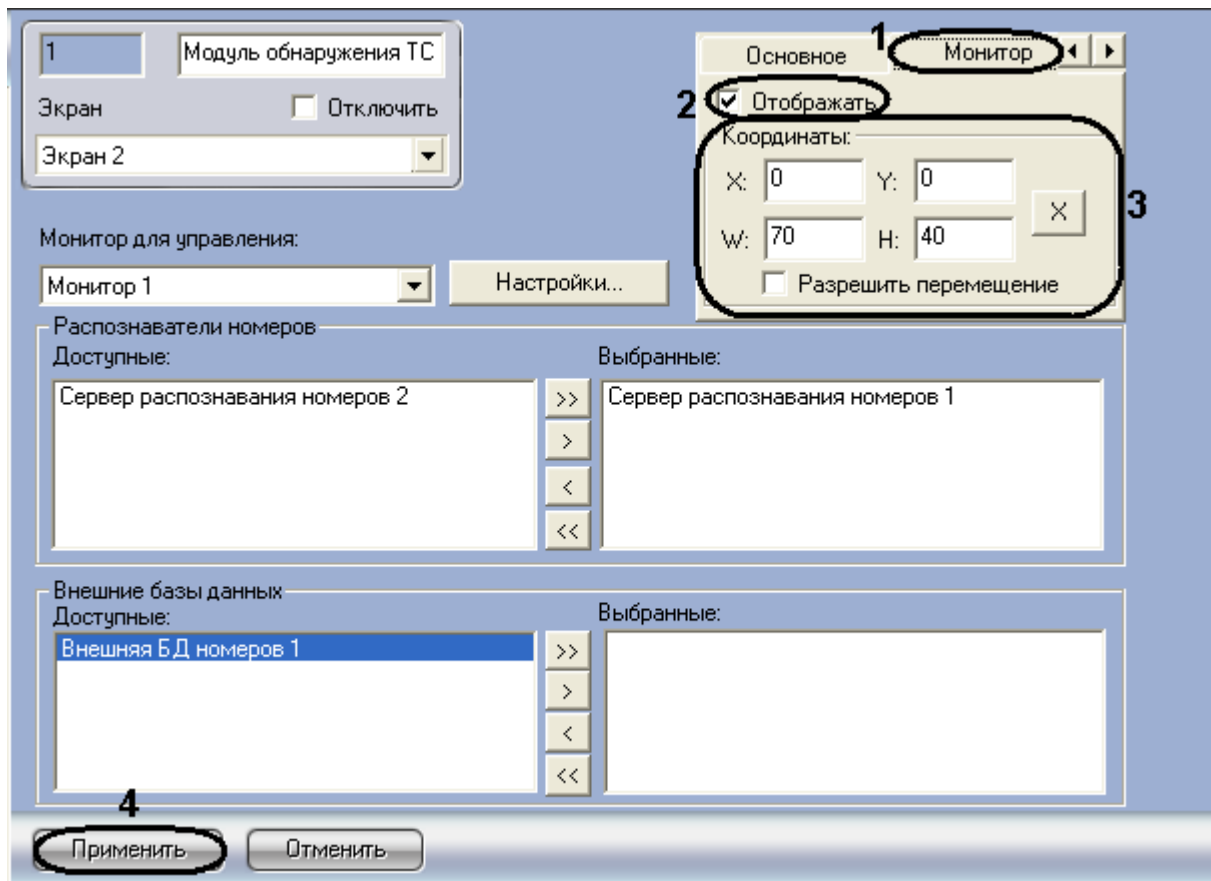 1 Модуль обнаружения ТС
Экран Отключить
Экран 2
1
Основное Монитор
2 Отображать
Координаты:
X: 0 Y: 0
X
3
W: 70 H: 40
Разрешить перемещение
Монитор для управления:
Монитор 1 Настройки...
Распознаватели номеров
Доступные: Выбранные:
Сервер распознавания номеров 2 >> Сервер распознавания номеров 1
>
<
<<
Внешние базы данных
Доступные: Выбранные:
Внешняя БД номеров 1 >>
>
<
<<
4
Применить Отменить